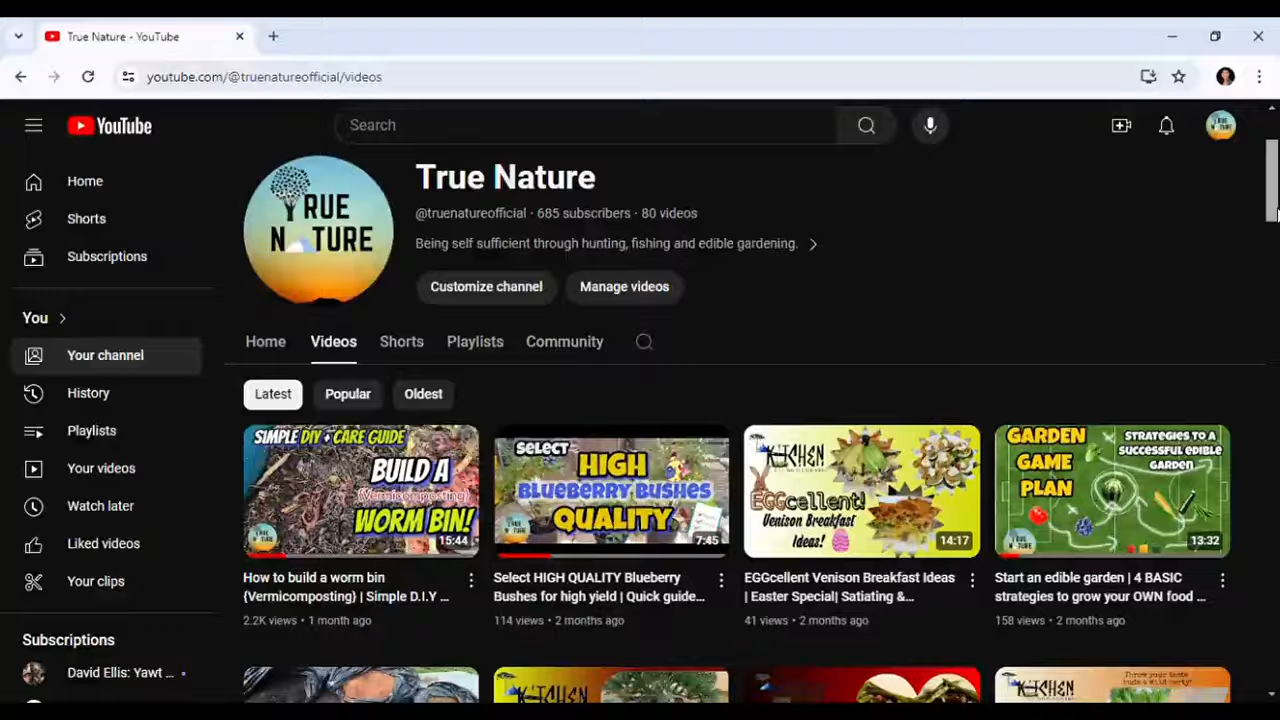 True Nature - YouTube
youtube.com/@truenatureofficial/videos
YouTube
Search
Home
Shorts
Subscriptions
You
Your channel
History
Playlists
Your videos
Watch later
Liked videos
Your clips
Subscriptions
David Ellis: Yawt ...
TRUE
NATURE
True Nature
@truenatureofficial · 685 subscribers · 80 videos
Being self sufficient through hunting, fishing and edible gardening.
Customize channel
Manage videos
Home
Videos
Shorts
Playlists
Community
Latest
Popular
Oldest
SIMPLE DIY + CARE GUIDE
BUILD A
(Vermicomposting)
WORM BIN!
15:44
How to build a worm bin
{Vermicomposting} | Simple D.I.Y ...
2.2K views · 1 month ago
SELECT
HIGH
BLUEBERRY BUSHES
QUALITY
7:45
Select HIGH QUALITY Blueberry
Bushes for high yield | Quick guide...
114 views · 2 months ago
KITCHEN
EGGcellent!
Venison Breakfast
Ideas!
14:17
EGGcellent Venison Breakfast Ideas
| Easter Special| Satiating &...
41 views · 2 months ago
GARDEN
GAME
PLAN
STRATEGIES TO A
SUCCESSFUL EDIBLE
GARDEN
13:32
Start an edible garden | 4 BASIC
strategies to grow your OWN food ...
158 views · 2 months ago
KITCHEN
KITCHEN